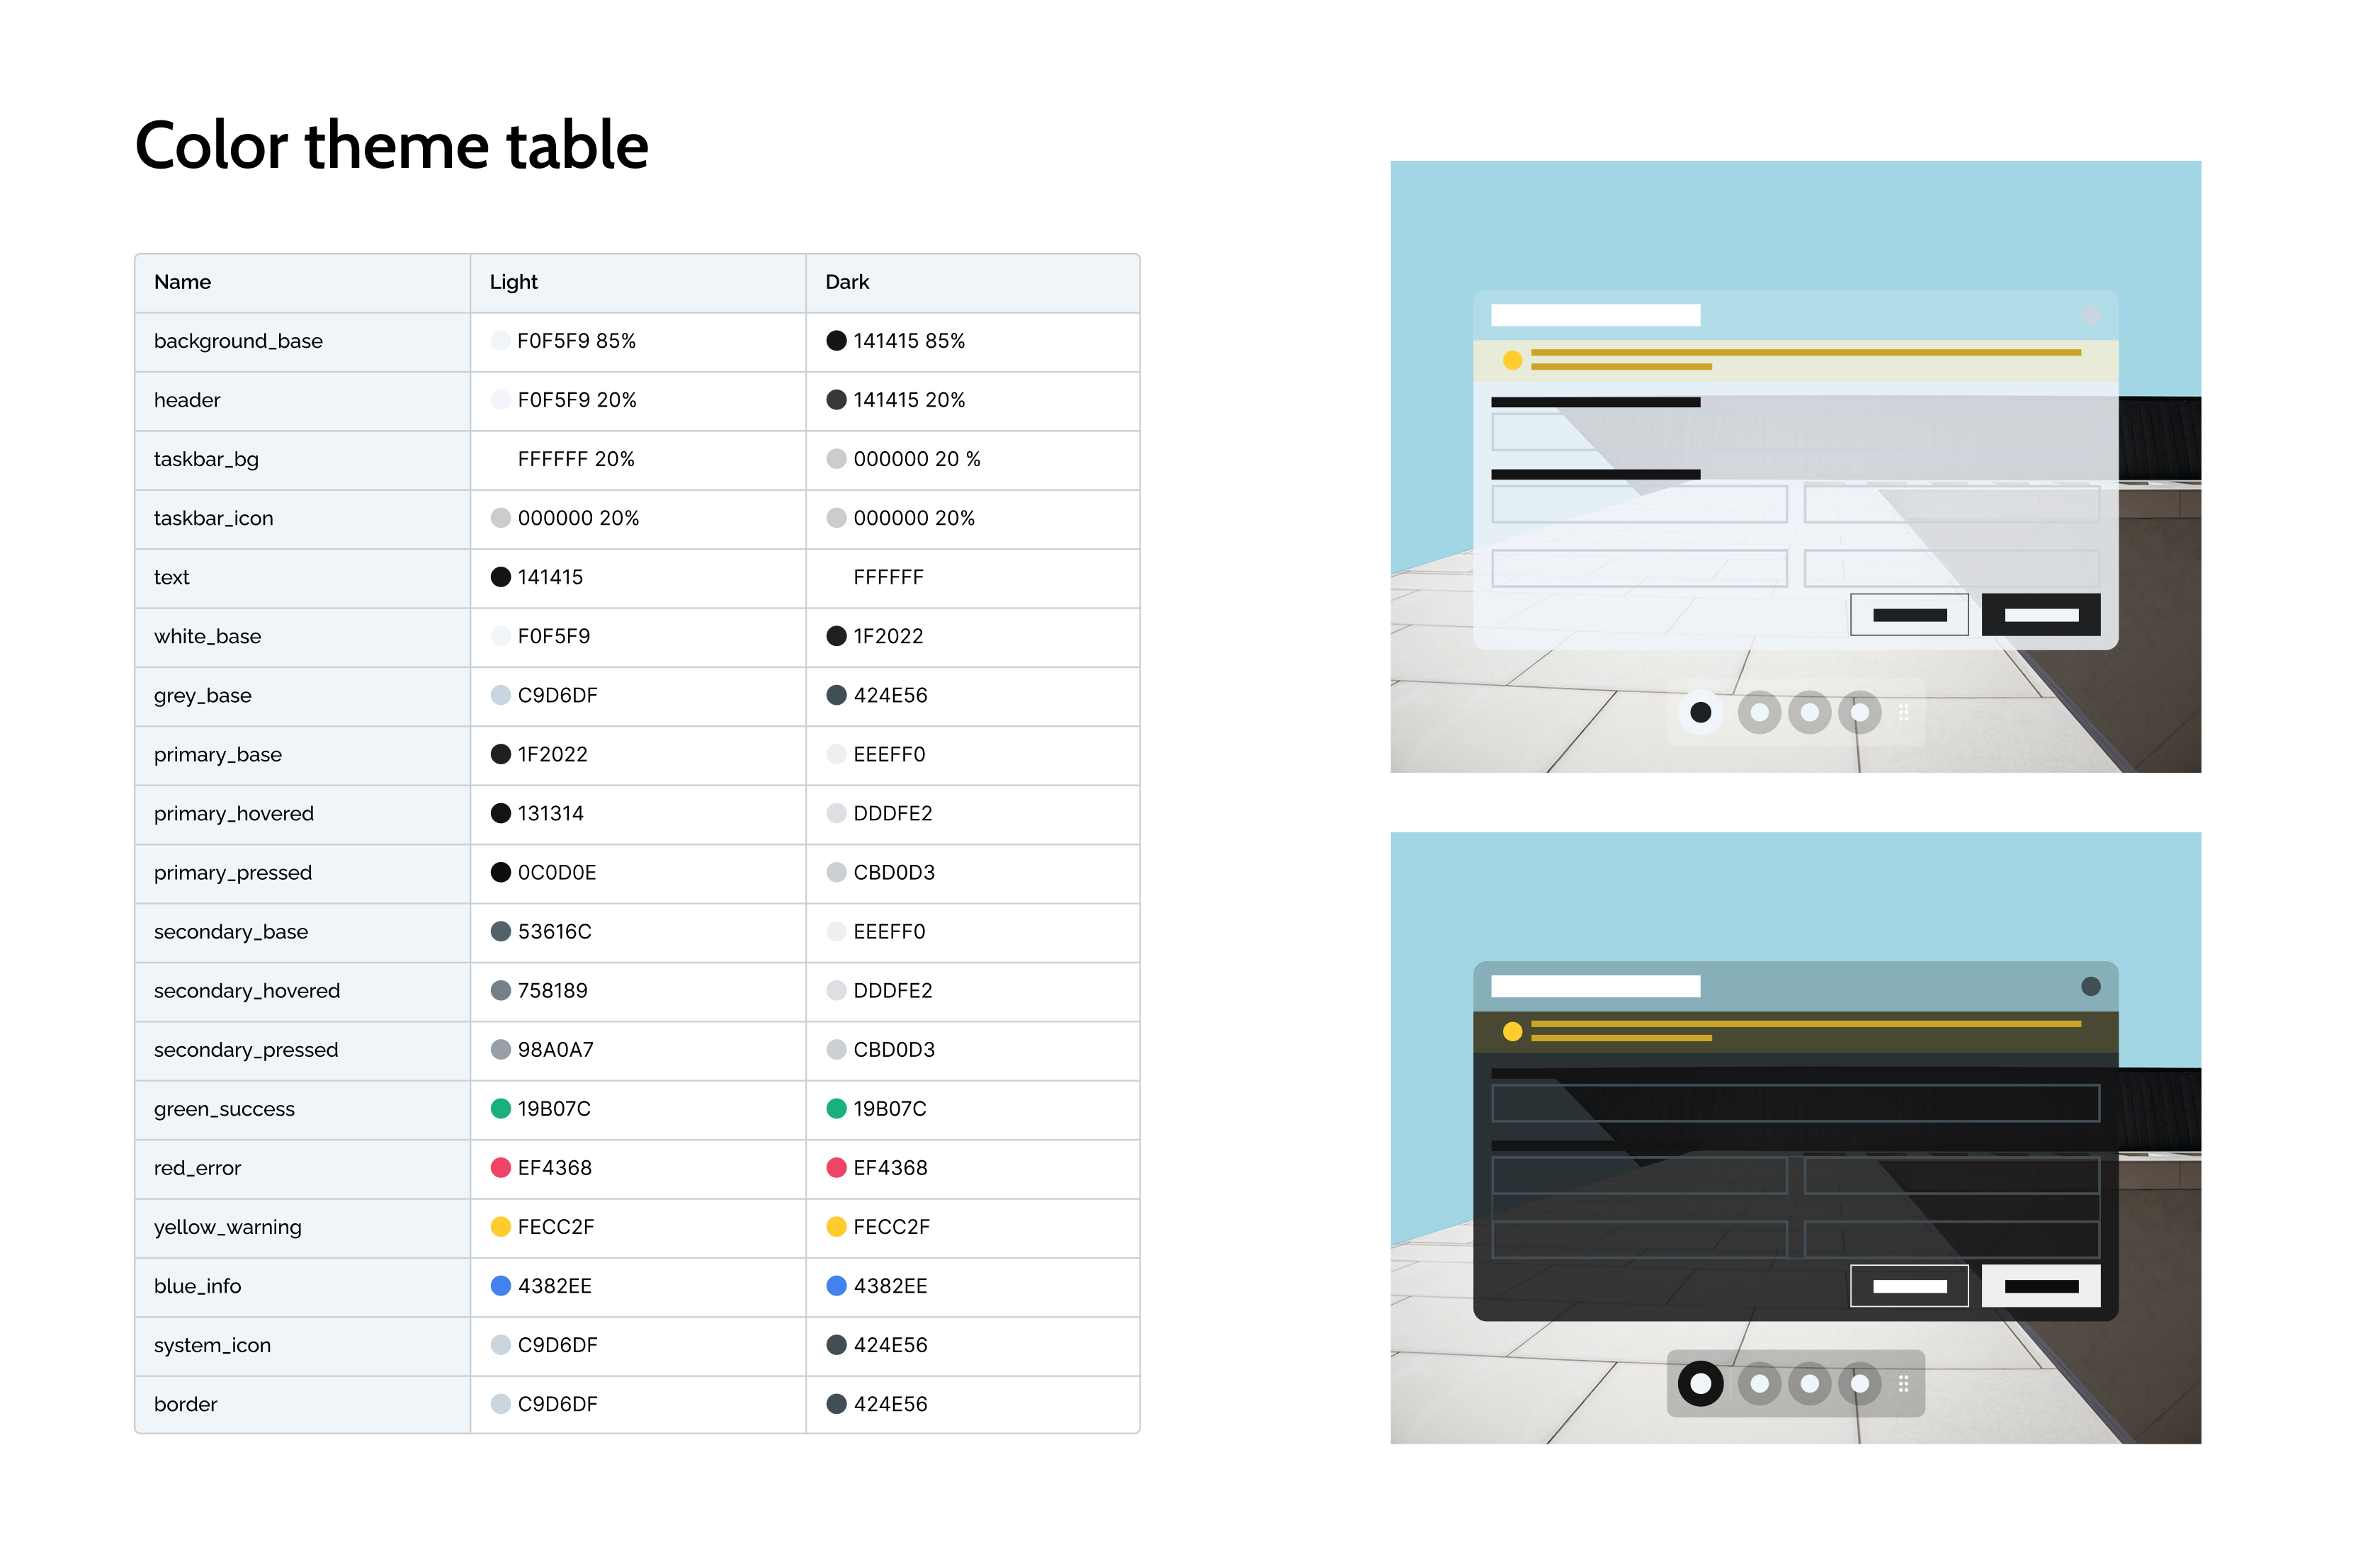 Color theme table
Name Light Dark
background_base F0F5F9 85% 141415 85%
header F0F5F9 20% 141415 20%
taskbar_bg FFFFFF 20% 000000 20 %
taskbar_icon 000000 20% 000000 20%
text 141415 FFFFFF
white_base F0F5F9 1F2022
grey_base C9D6DF 424E56
primary_base 1F2022 EEEFF0
primary_hovered 131314 DDDFE2
primary_pressed 0C0D0E CBD0D3
secondary_base 53616C EEEFF0
secondary_hovered 758189 DDDFE2
secondary_pressed 98A0A7 CBD0D3
green_success 19B07C 19B07C
red_error EF4368 EF4368
yellow_warning FECC2F FECC2F
blue_info 4382EE 4382EE
system_icon C9D6DF 424E56
border C9D6DF 424E56